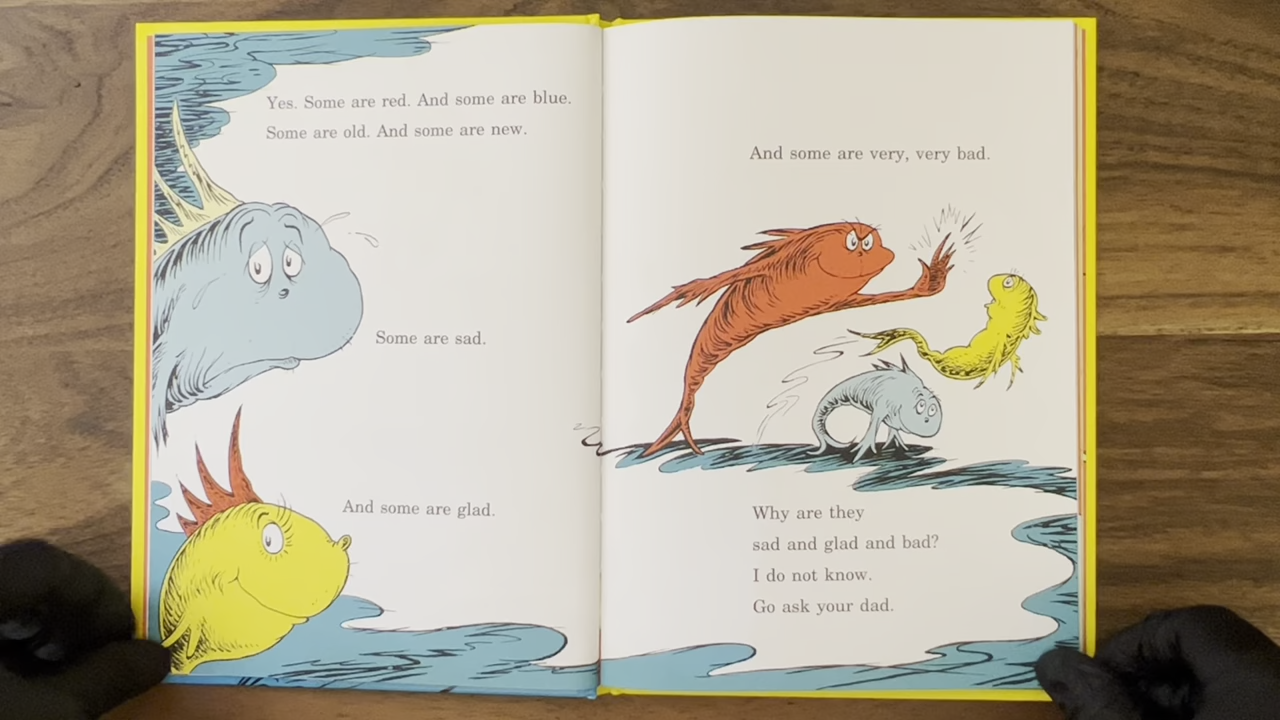 Yes. Some are red. And some are blue.
Some are old. And some are new.
Some are sad.
And some are glad.
And some are very, very bad.
Why are they
sad and glad and bad?
I do not know.
Go ask your dad.